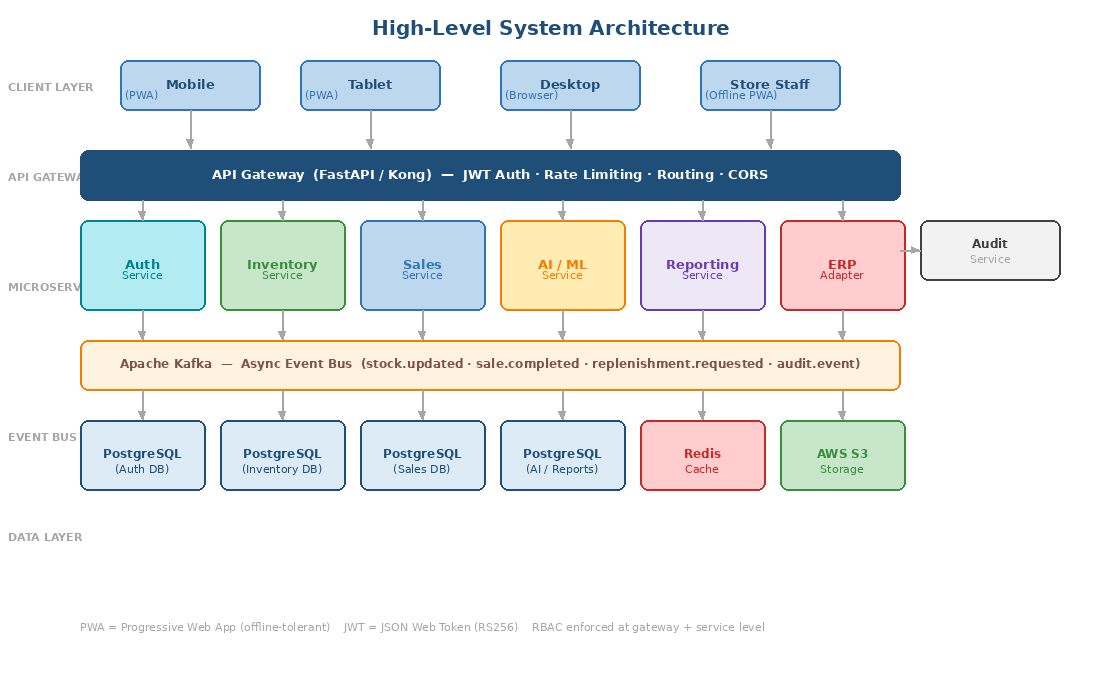 High-Level System Architecture
CLIENT LAYER
Mobile
(PWA)
Tablet
(PWA)
Desktop
(Browser)
Store Staff
(Offline PWA)
API GATEWA
API Gateway (FastAPI / Kong) — JWT Auth · Rate Limiting · Routing · CORS
MICROSERV
Auth
Service
Inventory
Service
Sales
Service
AI / ML
Service
Reporting
Service
ERP
Adapter
Audit
Service
Apache Kafka — Async Event Bus (stock.updated · sale.completed · replenishment.requested · audit.event)
EVENT BUS
PostgreSQL
(Auth DB)
PostgreSQL
(Inventory DB)
PostgreSQL
(Sales DB)
PostgreSQL
(AI / Reports)
Redis
Cache
AWS S3
Storage
DATA LAYER
PWA = Progressive Web App (offline-tolerant) JWT = JSON Web Token (RS256) RBAC enforced at gateway + service level